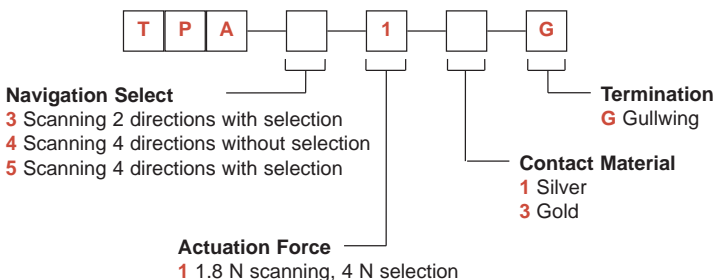 T P A 1 G
Navigation Select
3 Scanning 2 directions with selection
4 Scanning 4 directions without selection
5 Scanning 4 directions with selection
Termination
G Gullwing
Contact Material
1 Silver
3 Gold
Actuation Force
1 1.8 N scanning, 4 N selection